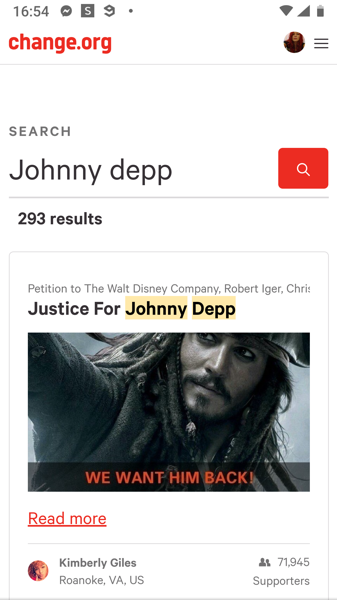 16:54
change.org
SEARCH
Johnny depp
293 results
Petition to The Walt Disney Company, Robert Iger, Chris
Justice For Johnny Depp
WE WANT HIM BACK!
Read more
Kimberly Giles
71,945
Roanoke, VA, US
Supporters